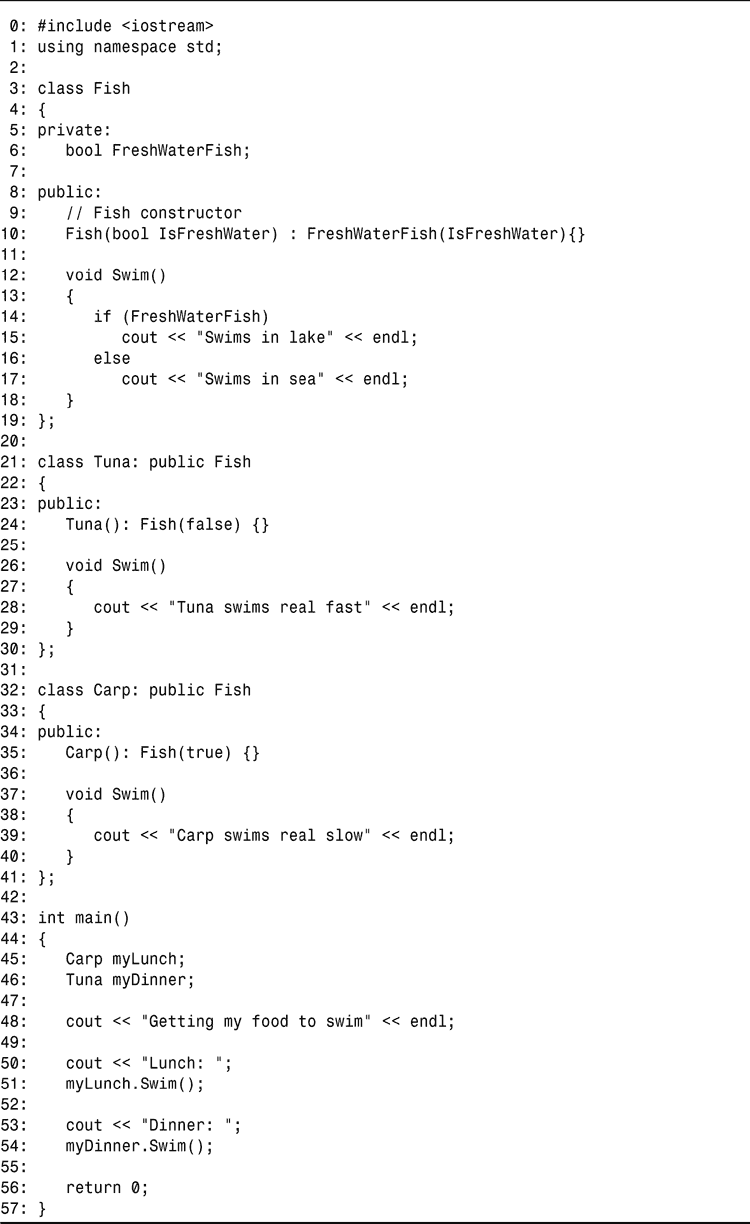 0: #include <iostream>
1: using namespace std;
2:
3: class Fish
4: {
5: private:
6:    bool FreshWaterFish;
7:
8: public:
9:    // Fish constructor
10:    Fish(bool IsFreshWater) : FreshWaterFish(IsFreshWater){}
11:
12:    void Swim()
13:    {
14:       if (FreshWaterFish)
15:          cout << "Swims in lake" << endl;
16:       else
17:          cout << "Swims in sea" << endl;
18:    }
19: };
20:
21: class Tuna: public Fish
22: {
23: public:
24:    Tuna(): Fish(false) {}
25:
26:    void Swim()
27:    {
28:       cout << "Tuna swims real fast" << endl;
29:    }
30: };
31:
32: class Carp: public Fish
33: {
34: public:
35:    Carp(): Fish(true) {}
36:
37:    void Swim()
38:    {
39:       cout << "Carp swims real slow" << endl;
40:    }
41: };
42:
43: int main()
44: {
45:    Carp myLunch;
46:    Tuna myDinner;
47:
48:    cout << "Getting my food to swim" << endl;
49:
50:    cout << "Lunch: ";
51:    myLunch.Swim();
52:
53:    cout << "Dinner: ";
54:    myDinner.Swim();
55:
56:    return 0;
57: }